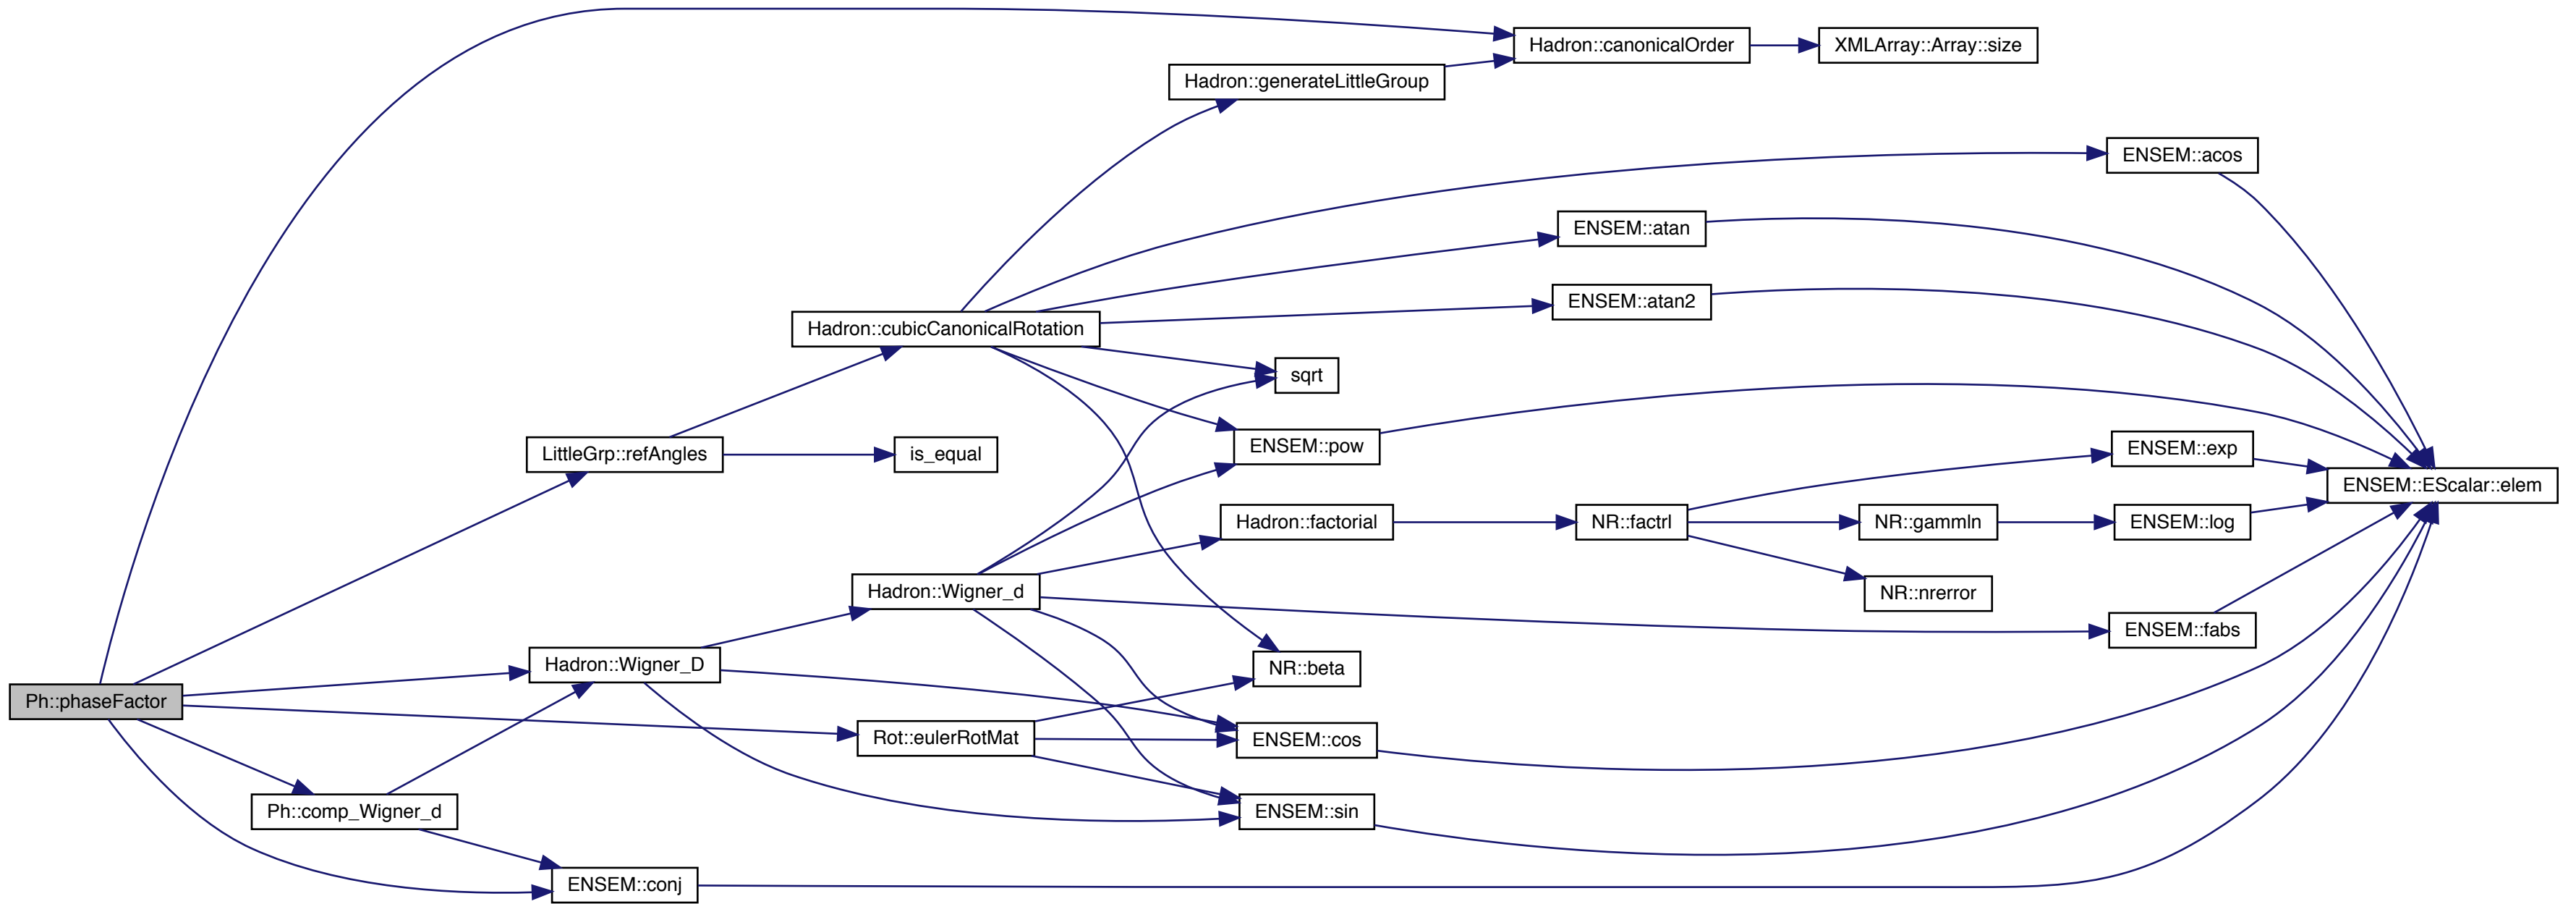 Hadron::canonicalOrder
XMLArray::Array::size
Hadron::generateLittleGroup
ENSEM::acos
ENSEM::atan
ENSEM::atan2
Hadron::cubicCanonicalRotation
sqrt
ENSEM::pow
ENSEM::exp
LittleGrp::refAngles
is_equal
ENSEM::EScalar::elem
Hadron::factorial
NR::factrl
NR::gammln
ENSEM::log
Hadron::Wigner_d
NR::nrerror
ENSEM::fabs
Hadron::Wigner_D
NR::beta
Ph::phaseFactor
Rot::eulerRotMat
ENSEM::cos
Ph::comp_Wigner_d
ENSEM::sin
ENSEM::conj